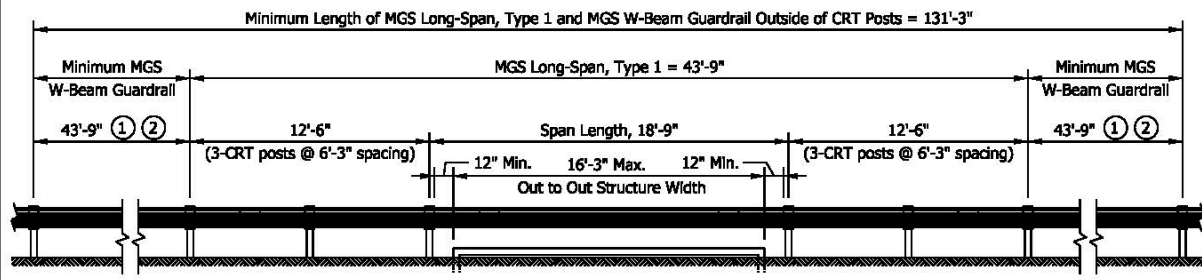 Minimum Length of MGS Long-Span, Type 1 and MGS W-Beam Guardrail Outside of CRT Posts = 131'-3"
Minimum MGS
W-Beam Guardrail
MGS Long-Span, Type 1 = 43'-9"
Minimum MGS
W-Beam Guardrail
43'-9" ① ②
12'-6"
(3-CRT posts @ 6'-3" spacing)
Span Length, 18'-9"
12'-6"
(3-CRT posts @ 6'-3" spacing)
43'-9" ① ②
12" Min.
16'-3" Max.
12" Min.
Out to Out Structure Width